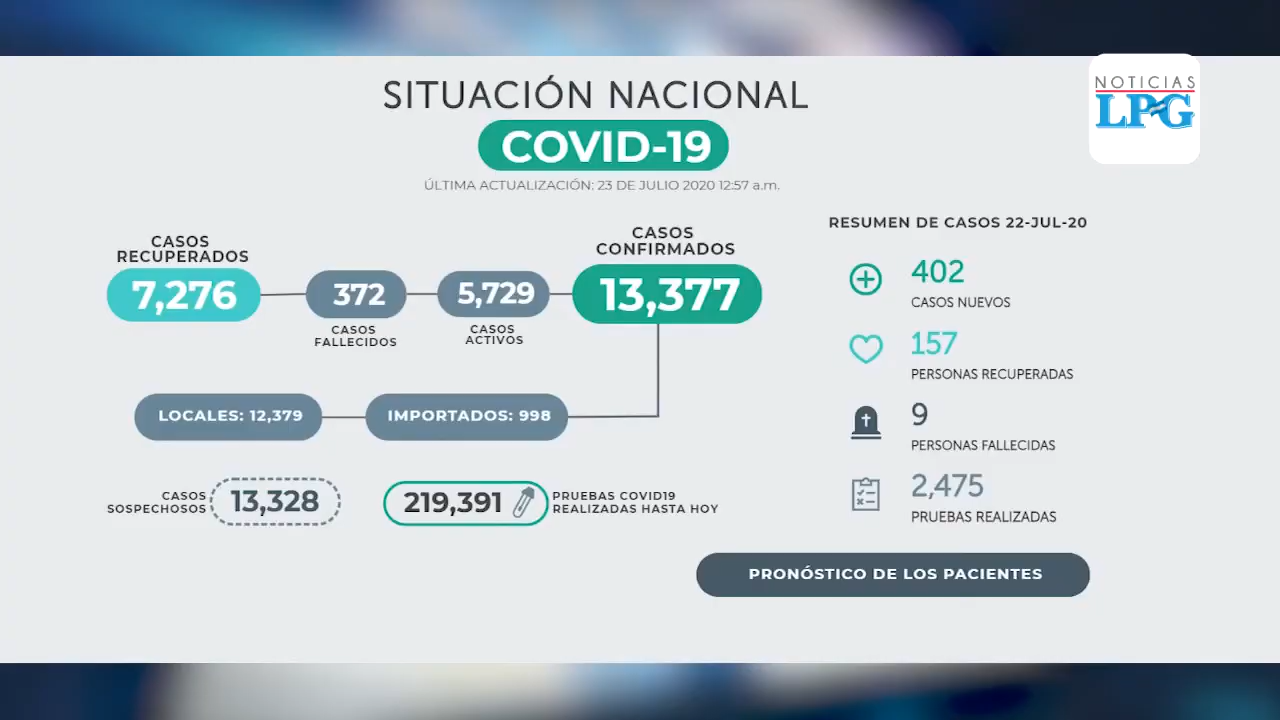 SITUACIÓN NACIONAL
COVID-19
ÚLTIMA ACTUALIZACIÓN: 23 DE JULIO 2020 12:57 a.m.
NOTICIAS
LPG
CASOS
RECUPERADOS
7,276
372
CASOS
FALLECIDOS
5,729
CASOS
ACTIVOS
CASOS
CONFIRMADOS
13,377
LOCALES: 12,379
IMPORTADOS: 998
CASOS
SOSPECHOSOS
13,328
219,391
PRUEBAS COVID19
REALIZADAS HASTA HOY
RESUMEN DE CASOS 22-JUL-20
402
CASOS NUEVOS
157
PERSONAS RECUPERADAS
9
PERSONAS FALLECIDAS
2,475
PRUEBAS REALIZADAS
PRONÓSTICO DE LOS PACIENTES